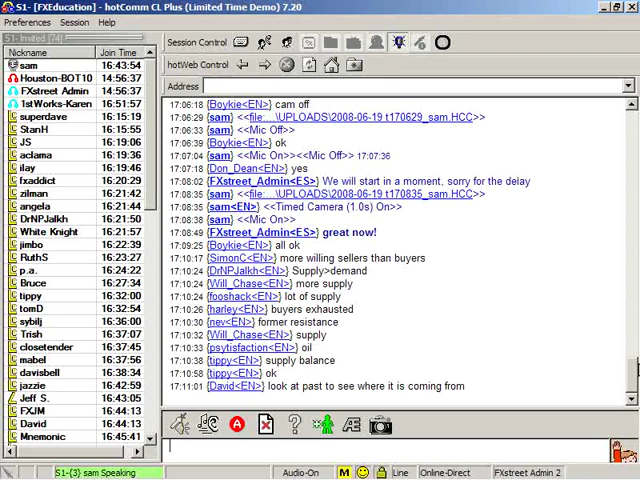 S1- [FXEducation] - hotComm CL Plus (Limited Time Demo) 7.20
Preferences Session Help
S1- Invited (74)
Session Control
Nickname Join Time
sam 16:43:54
Houston-BOT10 14:56:37
FXstreet Admin 14:56:37
1stWorks-Karen 16:51:57
superdave 16:15:55
StanH 16:15:59
JS 16:19:06
aclama 16:19:36
ilay 16:19:36
fxaddict 16:20:29
zilman 16:21:42
angela 16:21:44
DrNPJalkh 16:21:50
White Knight 16:21:57
jimbo 16:22:39
RuthS 16:23:27
p.a. 16:24:22
Bruce 16:27:34
tippy 16:32:00
tomD 16:34:39
sybilj 16:37:51
Trish 16:37:07
closetender 16:37:45
mabel 16:37:56
davisbell 16:38:34
jazzie 16:42:59
Jeff S. 16:43:05
FXJM 16:44:13
David 16:44:13
Mnemonic 16:45:41
hotWeb Control
Address
17:06:18 {Boykie<EN>} cam off
17:06:29 {sam} <<file:...\UPLOADS\2008-06-19 t170629_sam.HCC>>
17:06:33 {sam} <<Mic Off>>
17:06:39 {Boykie<EN>} ok
17:07:04 {sam} <<Mic On>><<Mic Off>> 17:07:36
17:07:18 {Don_Dean<EN>} yes
17:08:02 {FXstreet_Admin<ES>} We will start in a moment, sorry for the delay
17:08:35 {sam} <<file:...\UPLOADS\2008-06-19 t170835_sam.HCC>>
17:08:35 {sam<EN>} <<Timed Camera (1.0s) On>>
17:08:38 {sam} <<Mic On>>
17:08:49 {FXstreet_Admin<ES>} great now!
17:09:25 {Boykie<EN>} all ok
17:10:17 {SimonC<EN>} more willing sellers than buyers
17:10:24 {DrNPJalkh<EN>} Supply>demand
17:10:24 {Will_Chase<EN>} more supply
17:10:24 {fooshack<EN>} lot of supply
17:10:26 {harley<EN>} buyers exhausted
17:10:30 {nev<EN>} former resistance
17:10:32 {Will_Chase<EN>} supply
17:10:33 {psytisfaction<EN>} oil
17:10:38 {tippy<EN>} supply balance
17:10:58 {tippy<EN>} ok
17:11:01 {David<EN>} look at past to see where it is coming from
S1-{3} sam Speaking
Audio-On
M
Line
Online-Direct
FXstreet Admin 2